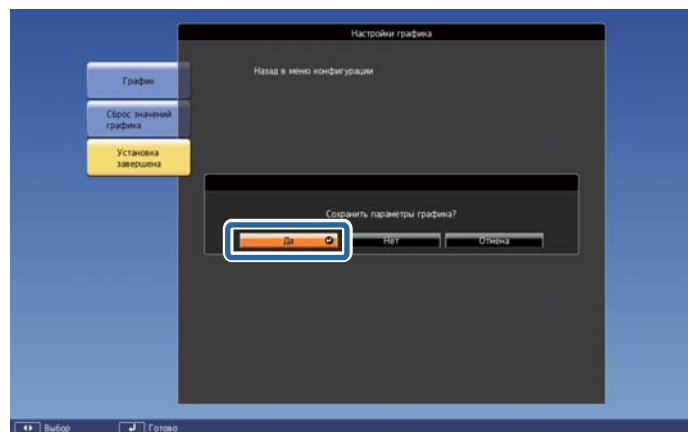 Настройки графика
График
Назад в меню конфигурации
Сброс значений
графика
Установка
завершена
Сохранить параметры графика?
Да
Нет
Отмена
Выбор
Готово